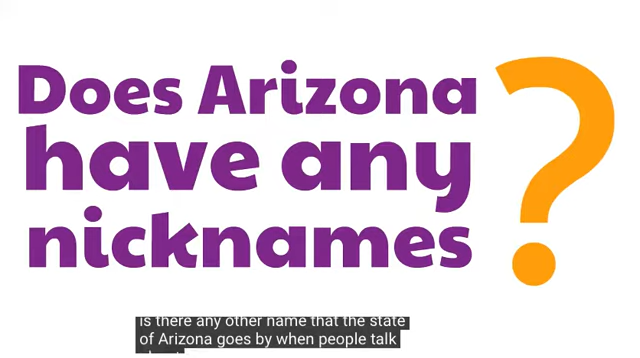 Does Arizona
have any
nicknames
?
is there any other name that the state
of Arizona goes by when people talk